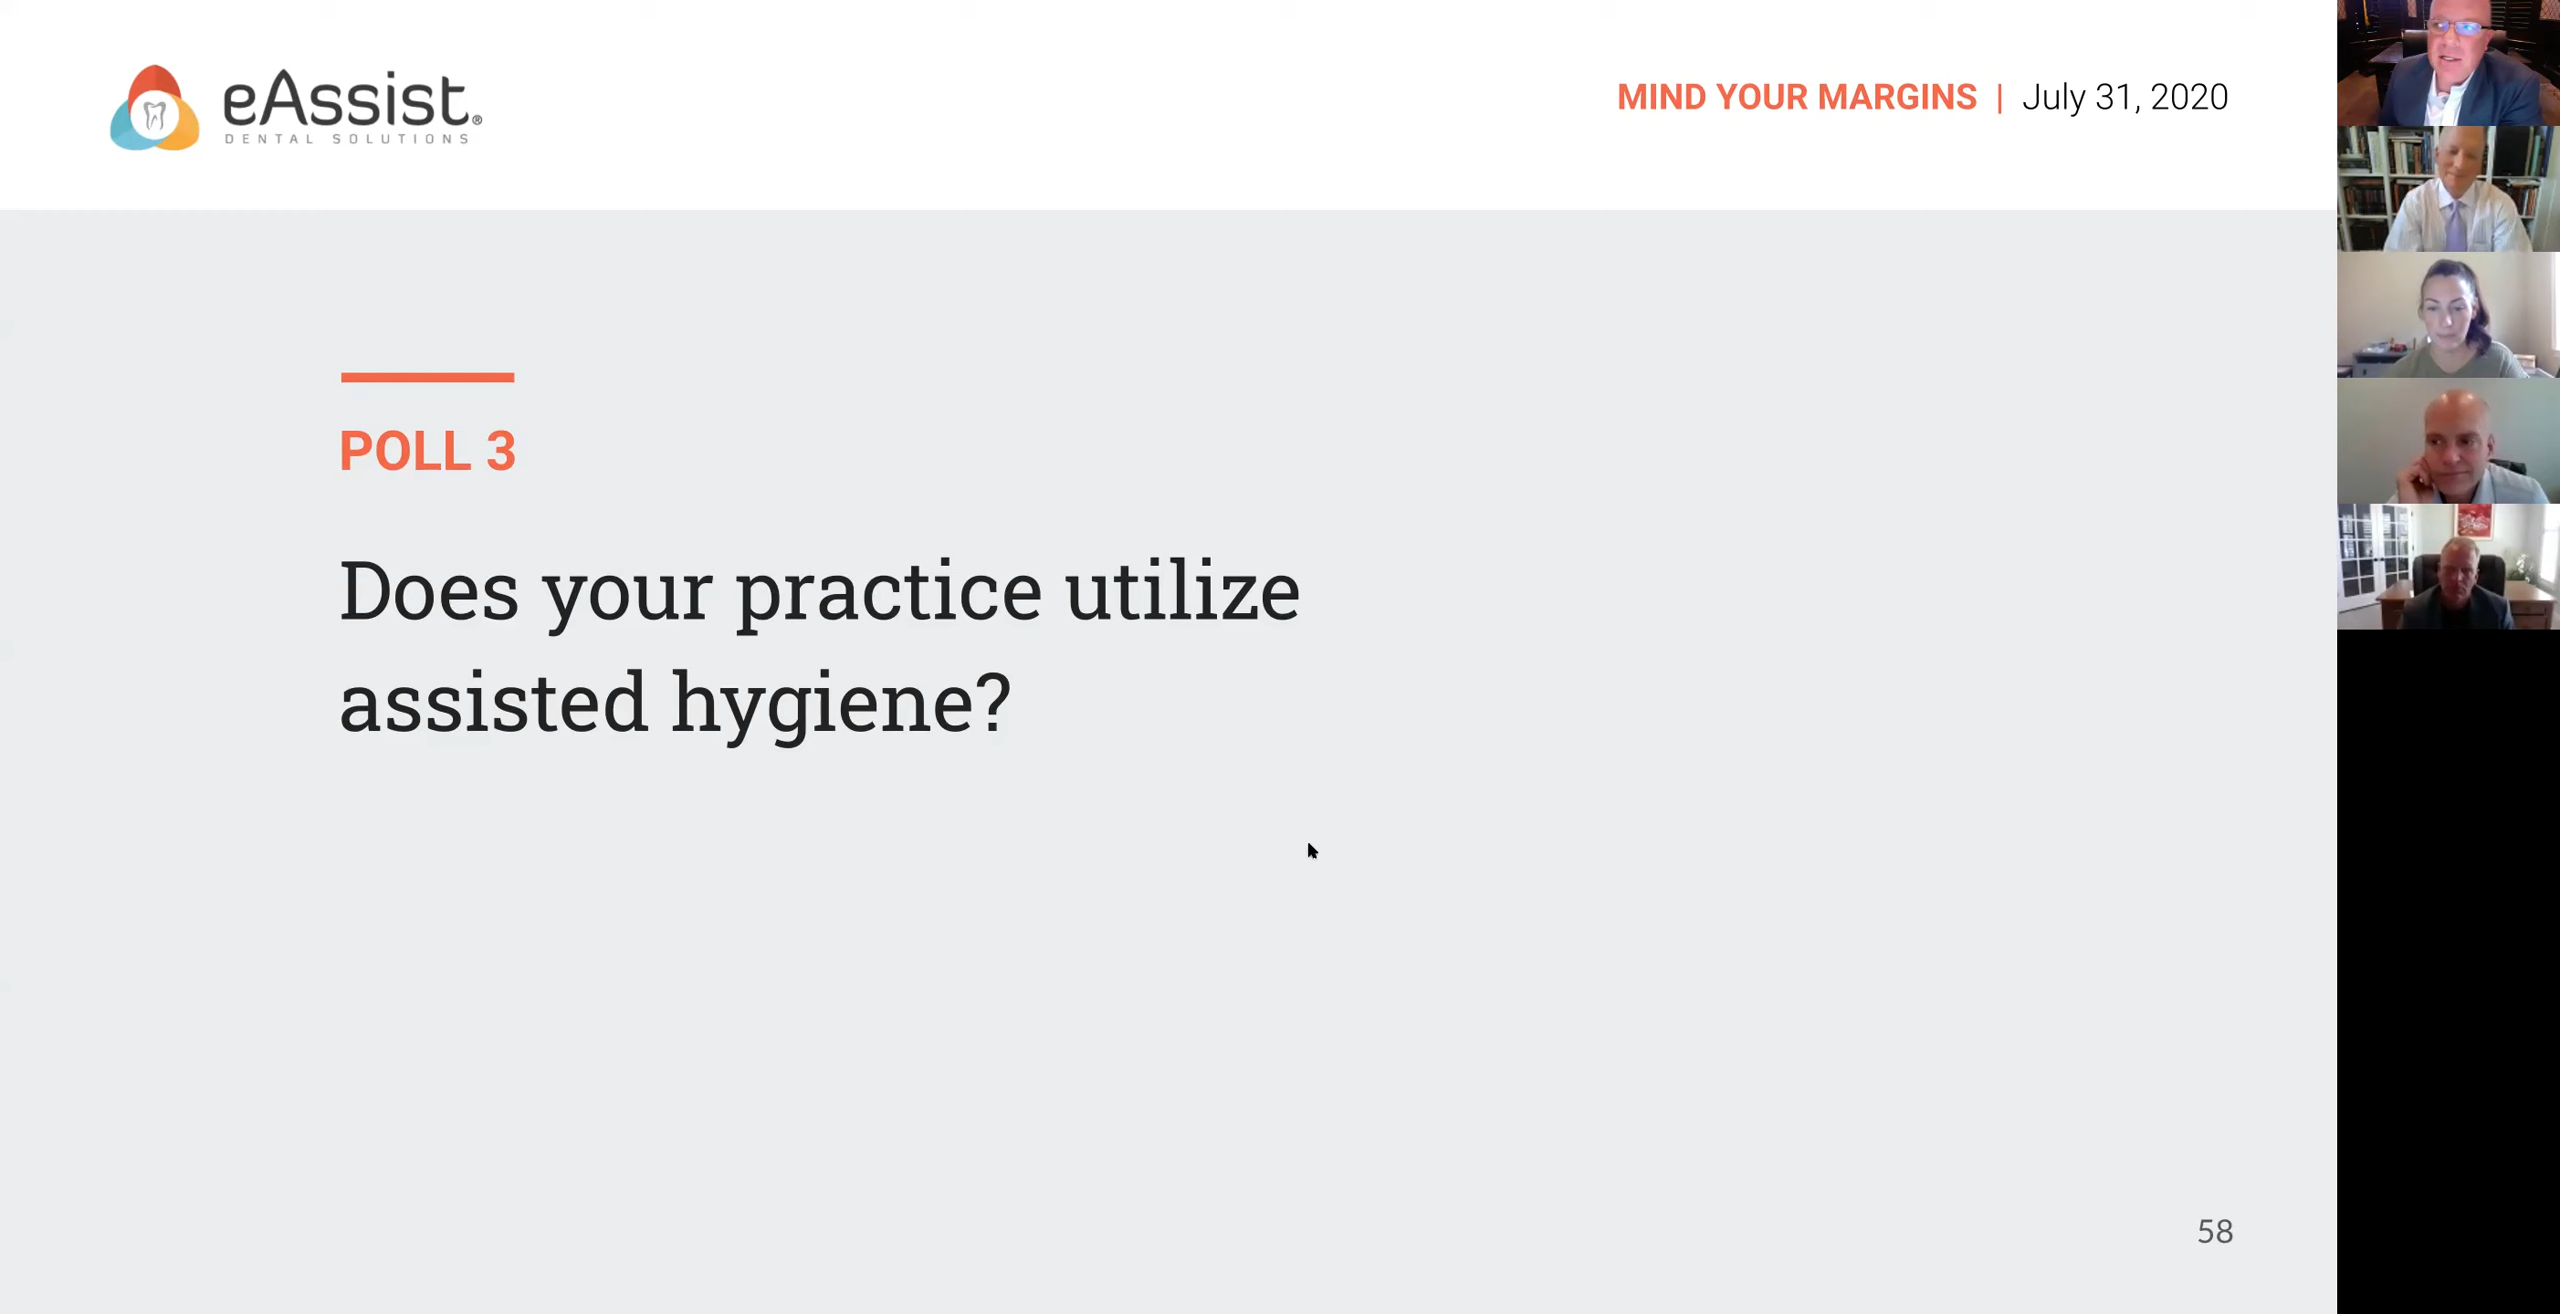 eAssist®
DENTAL SOLUTIONS
MIND YOUR MARGINS | July 31, 2020
POLL 3
Does your practice utilize
assisted hygiene?
58